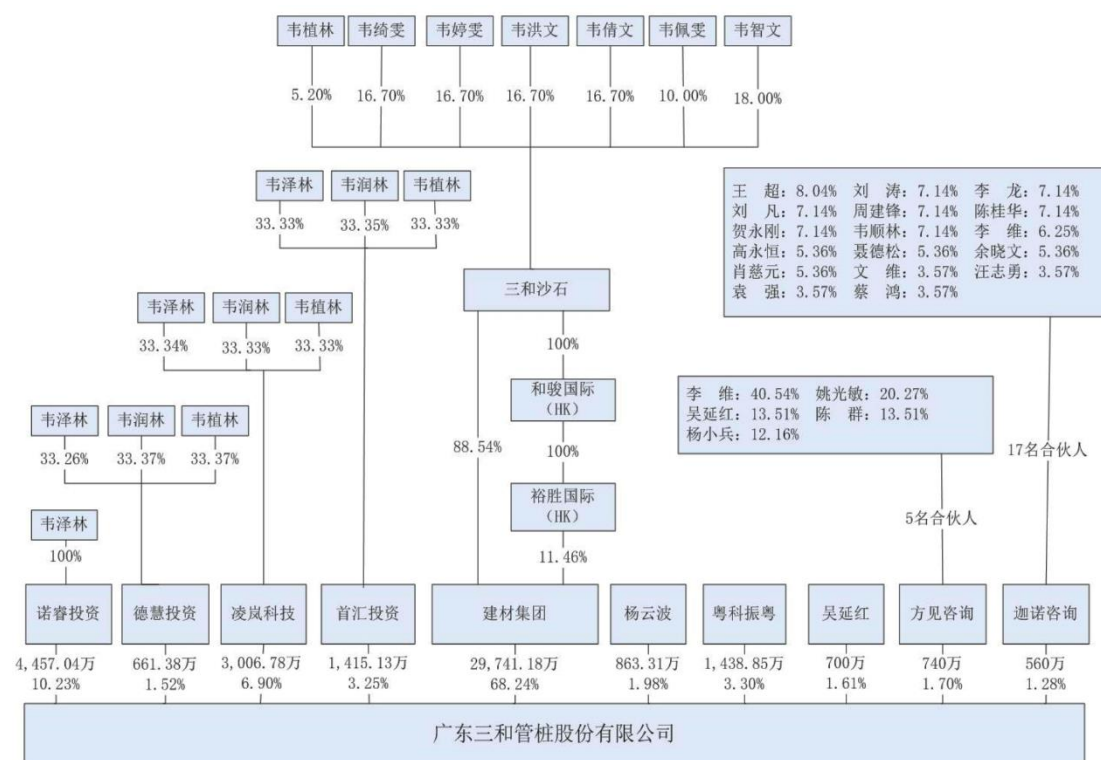 韦植林 韦绮雯 韦婷雯 韦洪文 韦倩文 韦佩雯 韦智文
5.20% 16.70% 16.70% 16.70% 16.70% 10.00% 18.00%
韦泽林 韦润林 韦植林
33.33% 33.35% 33.33%
王 超：8.04% 刘 涛：7.14% 李 龙：7.14%
刘 凡：7.14% 周建锋：7.14% 陈桂华：7.14%
贺永刚：7.14% 韦顺林：7.14% 李 维：6.25%
高永恒：5.36% 聂德松：5.36% 余晓文：5.36%
肖慈元：5.36% 文 维：3.57% 汪志勇：3.57%
袁 强：3.57% 蔡 鸿：3.57%
三和沙石
韦泽林 韦润林 韦植林
33.34% 33.33% 33.33%
100%
和骏国际
（HK）
李 维：40.54% 姚光敏：20.27%
吴延红：13.51% 陈 群：13.51%
杨小兵：12.16%
韦泽林 韦润林 韦植林
33.26% 33.37% 33.37%
88.54%
100%
17名合伙人
裕胜国际
（HK）
5名合伙人
韦泽林
100%
11.46%
诺睿投资 德慧投资 凌岚科技 首汇投资 建材集团 杨云波 粤科振粤 吴延红 方见咨询 迦诺咨询
4,457.04万 661.38万 3,006.78万 1,415.13万 29,741.18万 863.31万 1,438.85万 700万 740万 560万
10.23% 1.52% 6.90% 3.25% 68.24% 1.98% 3.30% 1.61% 1.70% 1.28%
广东三和管桩股份有限公司